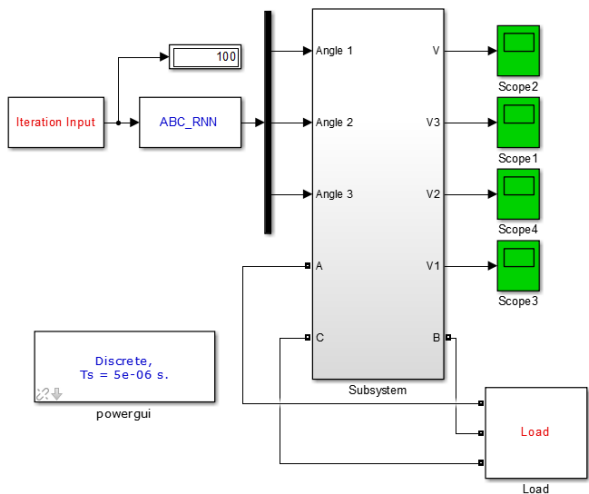 100
Iteration Input
ABC_RNN
Angle 1
Angle 2
Angle 3
A
C
V
V3
V2
V1
B
Subsystem
Scope2
Scope1
Scope4
Scope3
Discrete,
Ts = 5e-06 s.
powergui
Load
Load